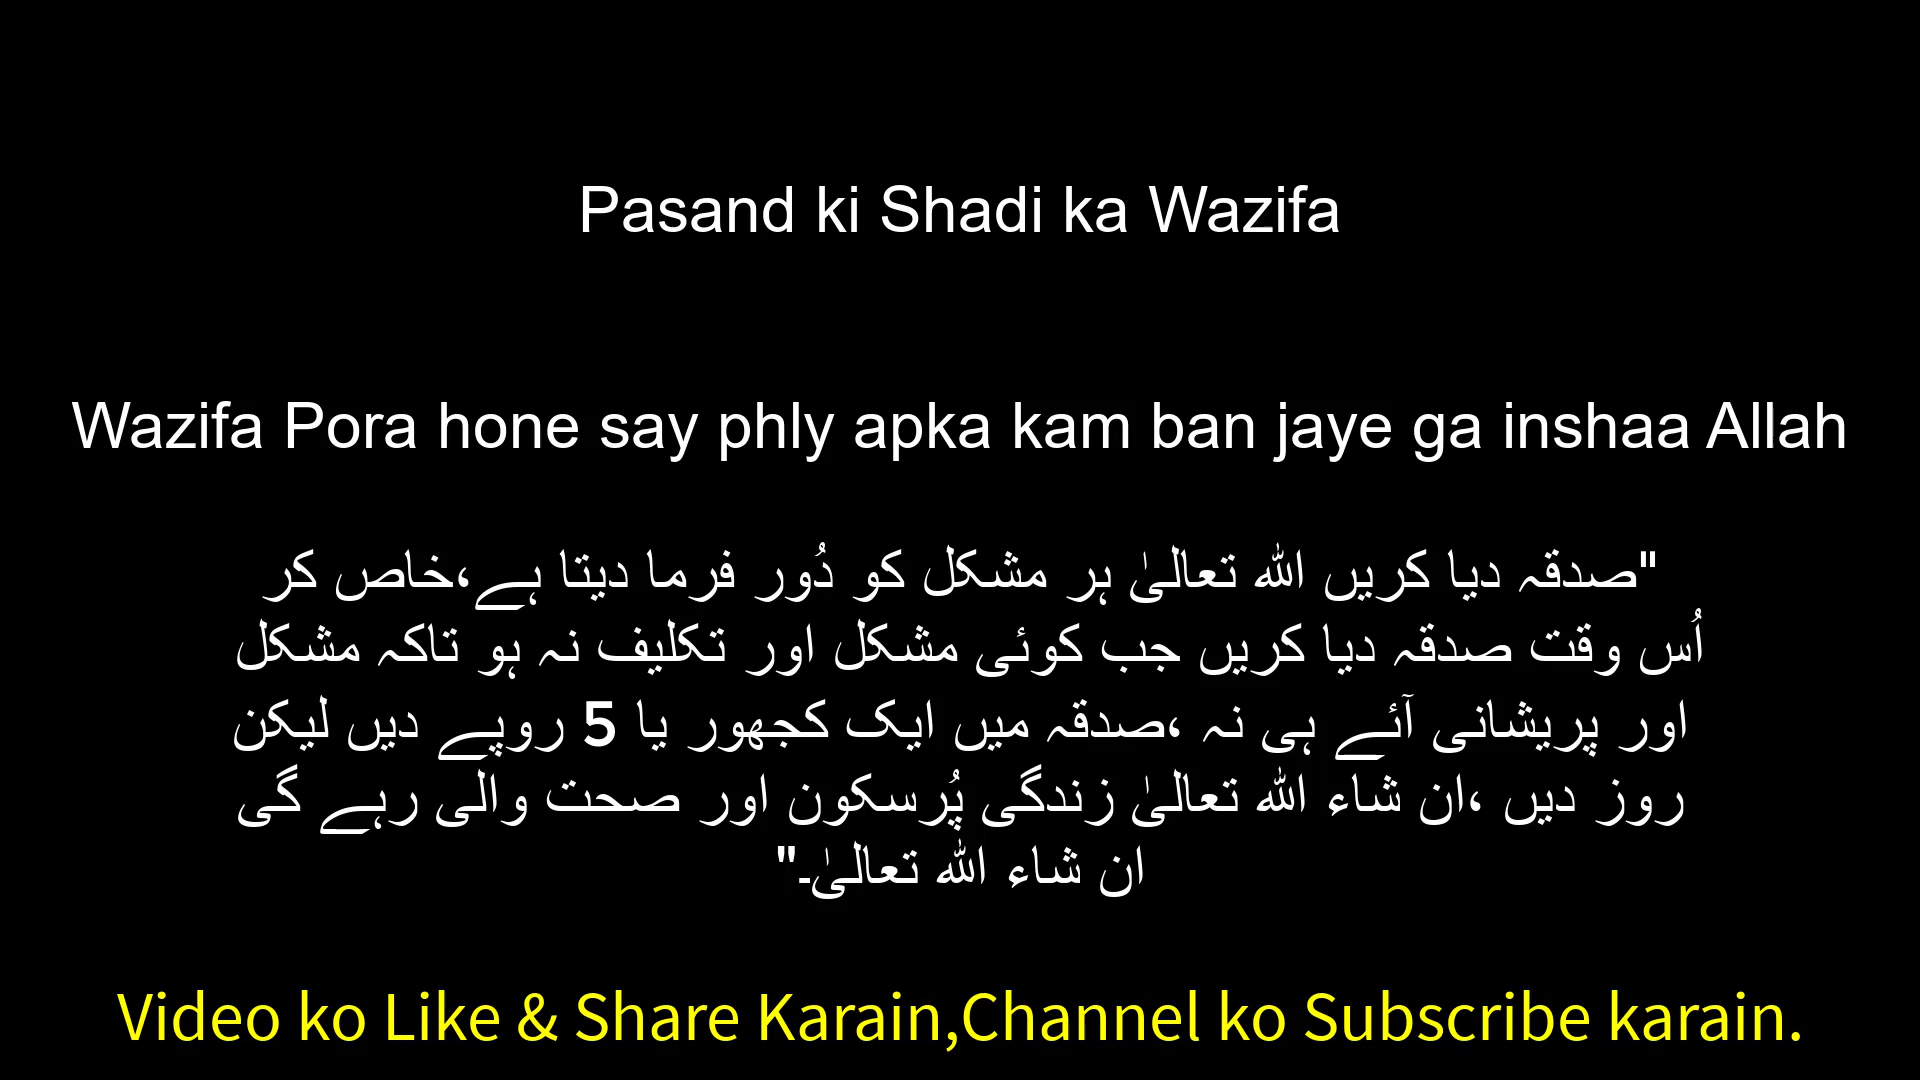 Pasand ki Shadi ka Wazifa
Wazifa Pora hone say phly apka kam ban jaye ga inshaa Allah
"صدقہ دیا کریں اللہ تعالیٰ ہر مشکل کو دُور فرما دیتا ہے،خاص کر
اُس وقت صدقہ دیا کریں جب کوئی مشکل اور تکلیف نہ ہو تاکہ مشکل
اور پریشانی آئے ہی نہ ،صدقہ میں ایک کجھور یا 5 روپے دیں لیکن
روز دیں ،ان شاء اللہ تعالیٰ زندگی پُرسکون اور صحت والی رہے گی
ان شاء اللہ تعالیٰ۔"
Video ko Like & Share Karain,Channel ko Subscribe karain.